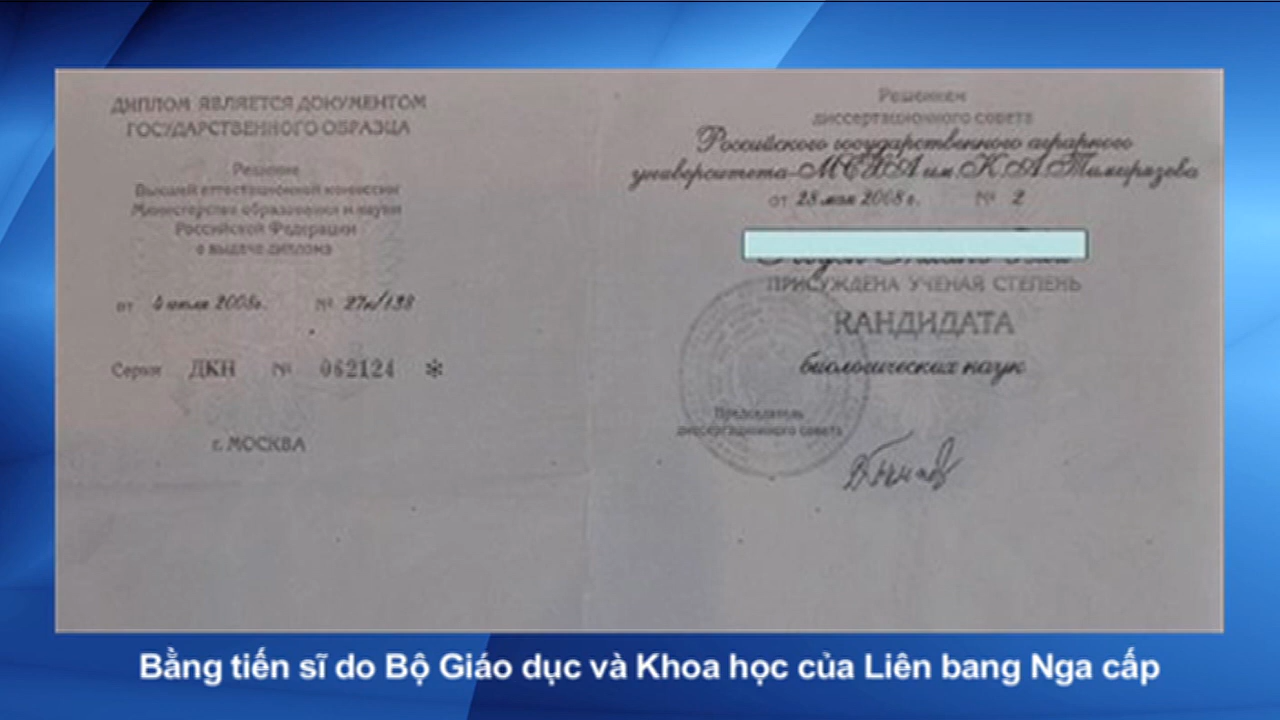 ДИПЛОМ ЯВЛЯЕТСЯ ДОКУМЕНТОМ
ГОСУДАРСТВЕННОГО ОБРАЗЦА
Решение
Высшей аттестационной комиссии
Министерства образования и науки
Российской Федерации
о выдаче диплома
от 4 июля 2008г. № 27к/138
Серия ДКН № 062124 *
г. МОСКВА
Решением
диссертационного совета
Российского государственного аграрного
университета-МСХА им. К.А.Тимирязева
от 28 мая 2008 г. № 2
ПРИСУЖДЕНА УЧЕНАЯ СТЕПЕНЬ
КАНДИДАТА
биологических наук
Председатель
диссертационного совета
Bằng tiến sĩ do Bộ Giáo dục và Khoa học của Liên bang Nga cấp